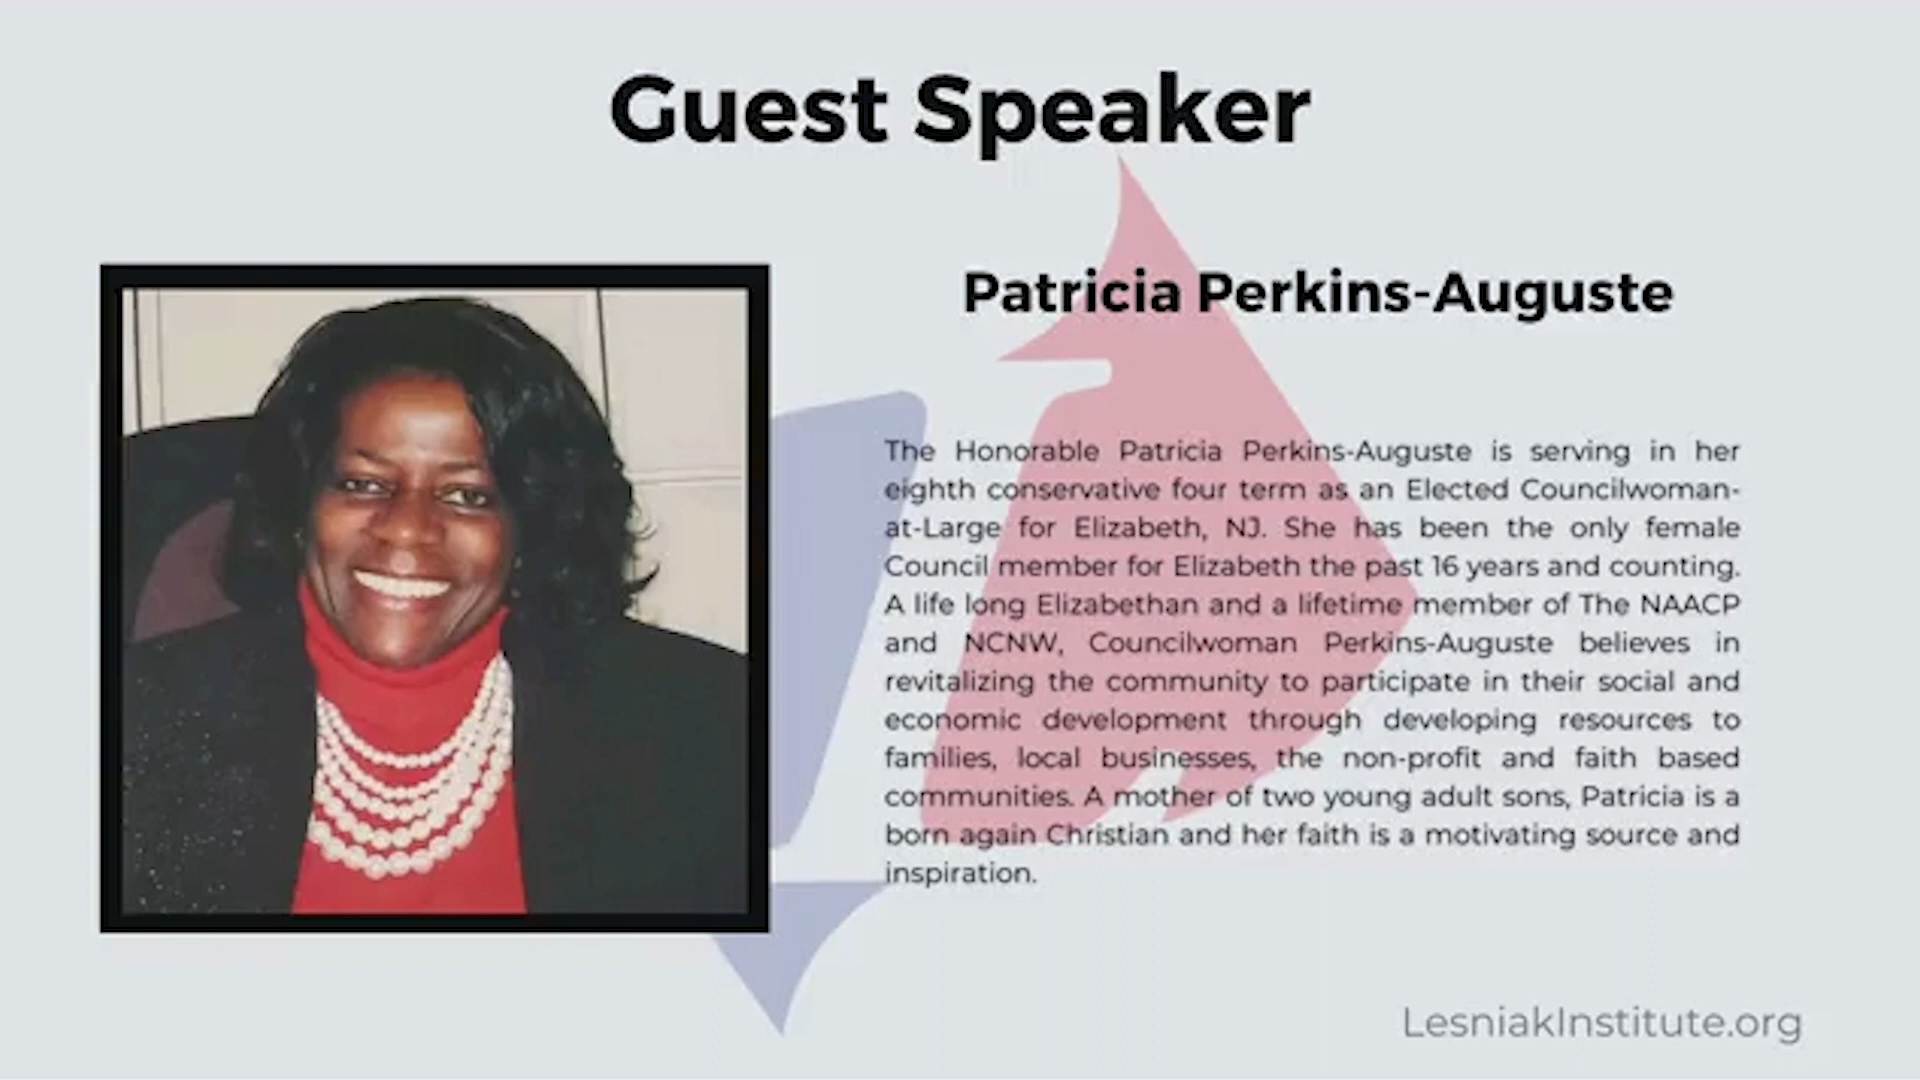 Guest Speaker
Patricia Perkins-Auguste
The Honorable Patricia Perkins-Auguste is serving in her
eighth conservative four term as an Elected Councilwoman-
at-Large for Elizabeth, NJ. She has been the only female
Council member for Elizabeth the past 16 years and counting.
A life long Elizabethan and a lifetime member of The NAACP
and NCNW, Councilwoman Perkins-Auguste believes in
revitalizing the community to participate in their social and
economic development through developing resources to
families, local businesses, the non-profit and faith based
communities. A mother of two young adult sons, Patricia is a
born again Christian and her faith is a motivating source and
inspiration.
LesniakInstitute.org